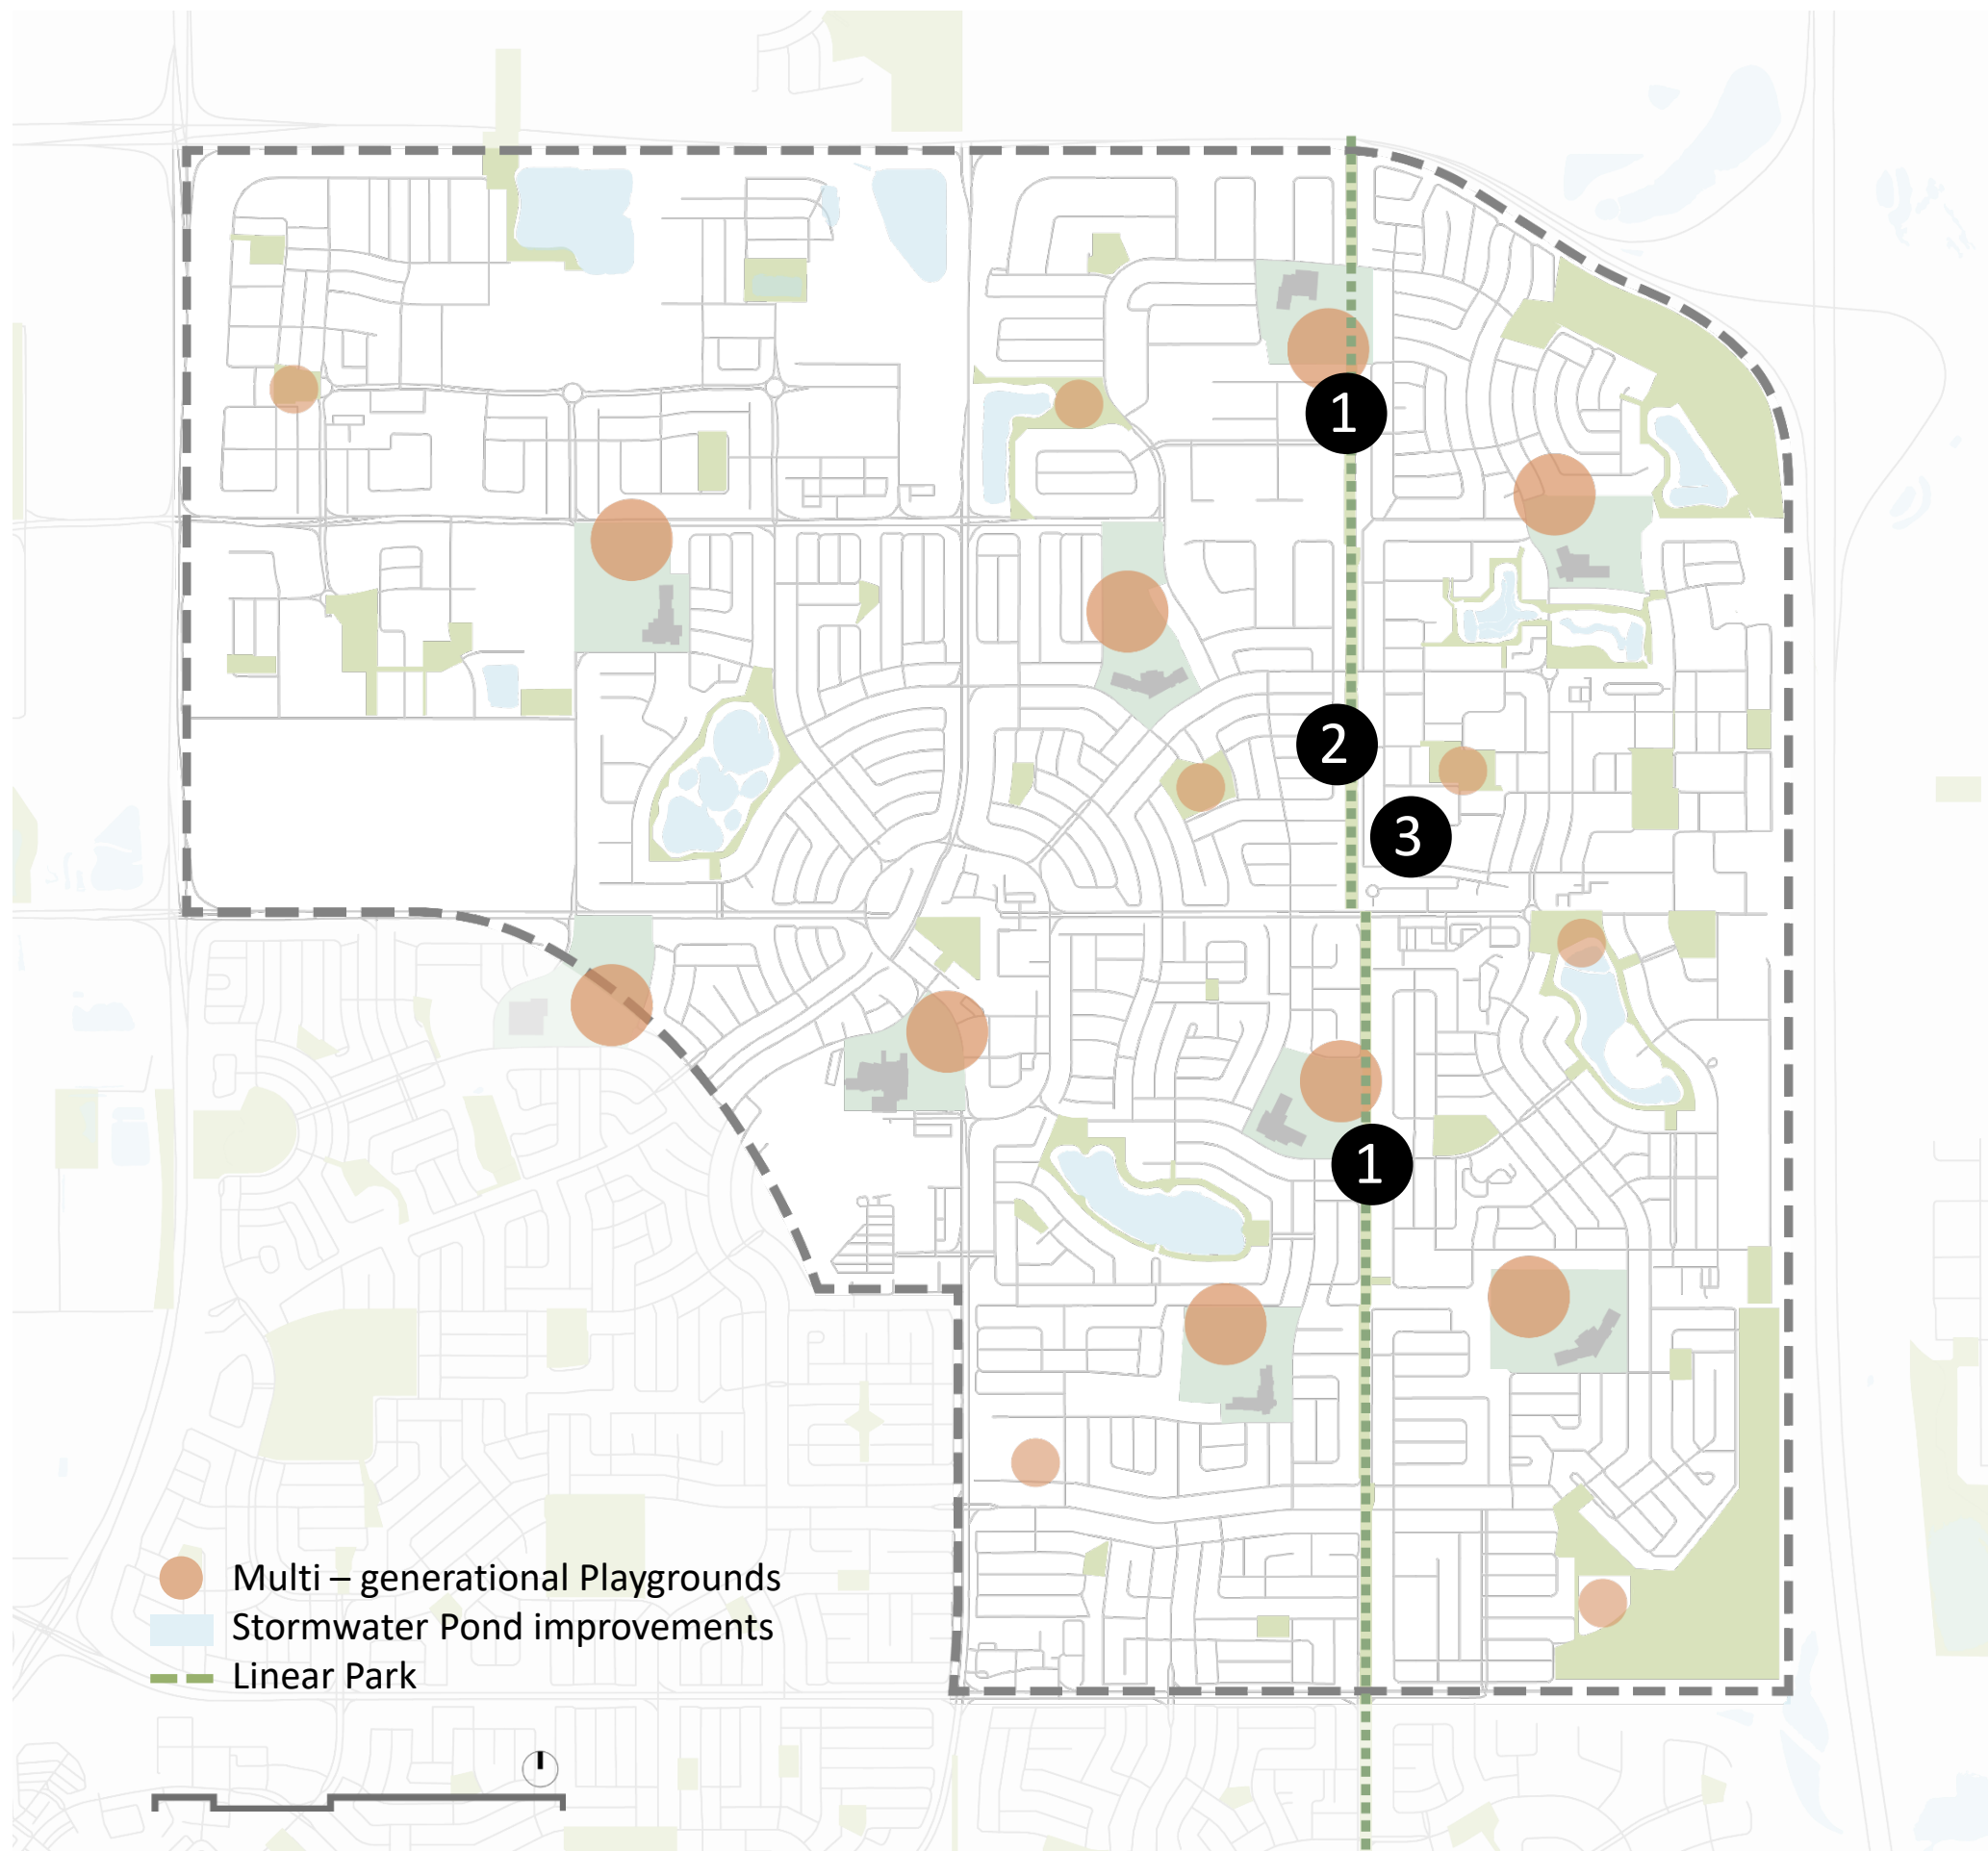 1
2
3
1
Multi – generational Playgrounds
Stormwater Pond improvements
Linear Park